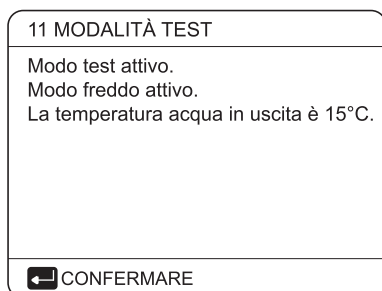 11 MODALITÀ TEST
Modo test attivo.
Modo freddo attivo.
La temperatura acqua in uscita è 15°C.
CONFERMARE